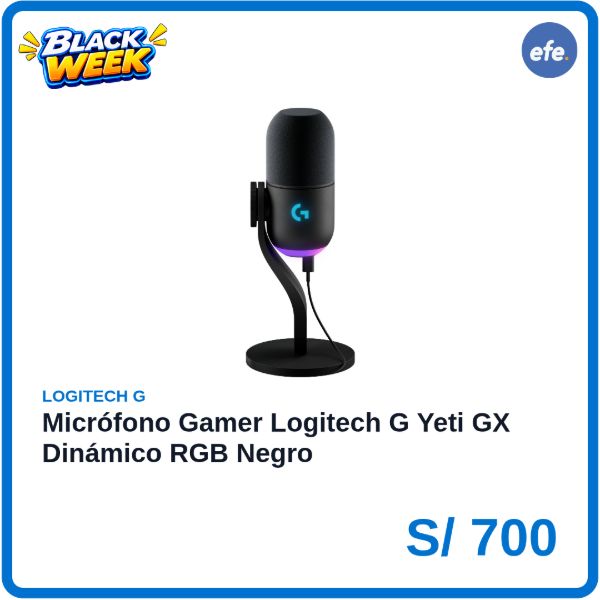 BLACK
WEEK
efe.
LOGITECH G
Micrófono Gamer Logitech G Yeti GX
Dinámico RGB Negro
S/ 700